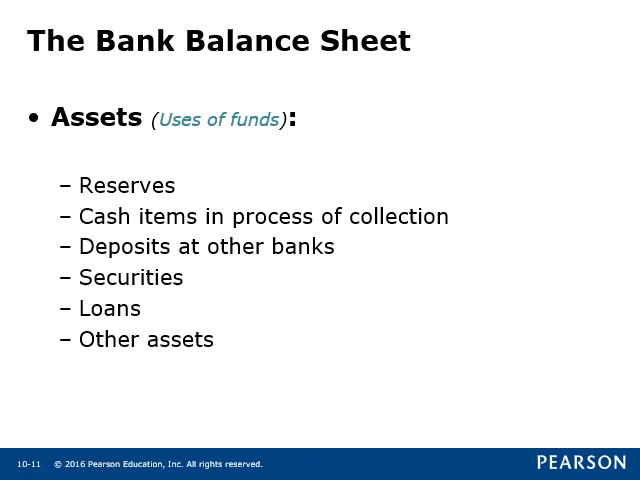 The Bank Balance Sheet
• Assets (Uses of funds):
– Reserves
– Cash items in process of collection
– Deposits at other banks
– Securities
– Loans
– Other assets
10-11 © 2016 Pearson Education, Inc. All rights reserved.
PEARSON